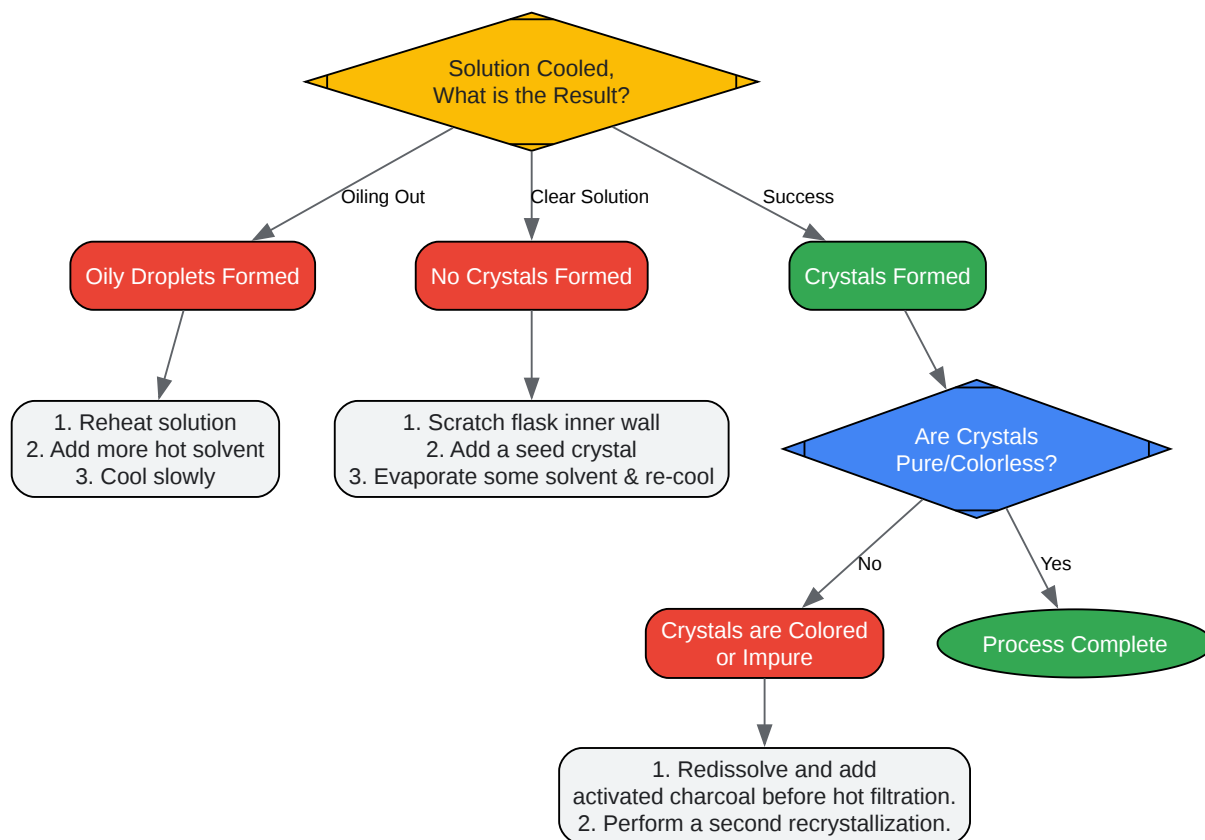 Solution Cooled,
What is the Result?
Oiling Out
Clear Solution
Success
Oily Droplets Formed
No Crystals Formed
Crystals Formed
1. Reheat solution
2. Add more hot solvent
3. Cool slowly
1. Scratch flask inner wall
2. Add a seed crystal
3. Evaporate some solvent & re-cool
Are Crystals
Pure/Colorless?
No
Yes
Crystals are Colored
or Impure
Process Complete
1. Redissolve and add
activated charcoal before hot filtration.
2. Perform a second recrystallization.